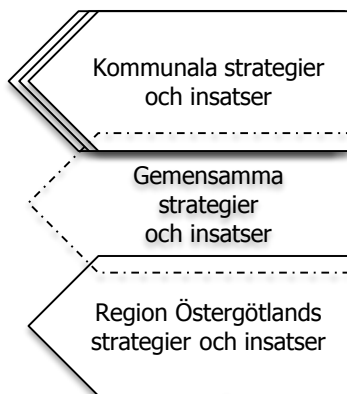 Kommunala strategier
och insatser
Gemensamma
strategier
och insatser
Region Östergötlands
strategier och insatser